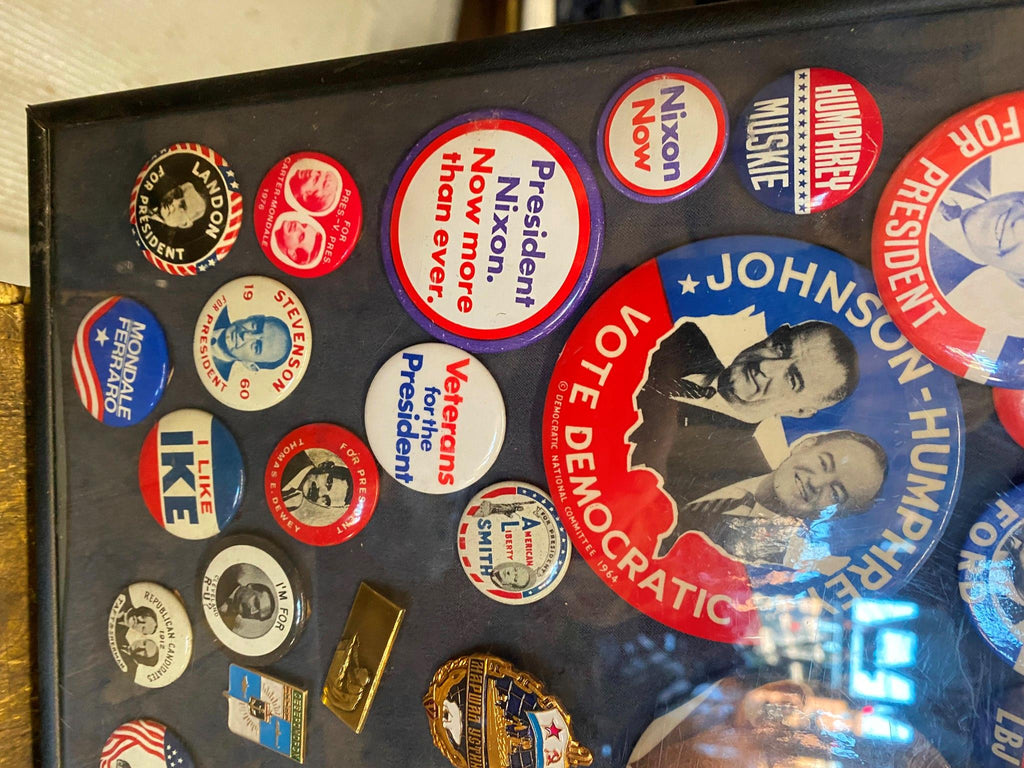 LANDON
FOR PRESIDENT
PRES. FOR V. PRES.
CARTER-MONDALE
1976
President
Nixon.
Now more
than ever.
Nixon
Now
HUMPHREY
MUSKIE
FOR PRESIDENT
MONDALE
FERRARO
STEVENSON
19 60
FOR PRESIDENT
Veterans
for the
President
JOHNSON-HUMPHREY
VOTE DEMOCRATIC
© DEMOCRATIC NATIONAL COMMITTEE 1964
I LIKE
IKE
FOR PRESIDENT
THOMAS E. DEWEY
FOR PRESIDENT
AMERICAN
LIBERTY
SMITH
I'M FOR
REPUBLICAN CANDIDATES
1912
FORD
LBJ